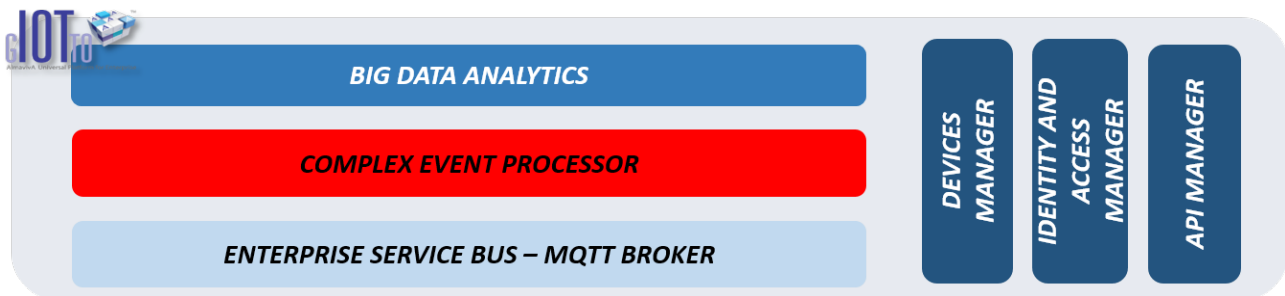 gIOTto
BIG DATA ANALYTICS
COMPLEX EVENT PROCESSOR
ENTERPRISE SERVICE BUS – MQTT BROKER
DEVICES
MANAGER
IDENTITY AND
ACCESS
MANAGER
API MANAGER